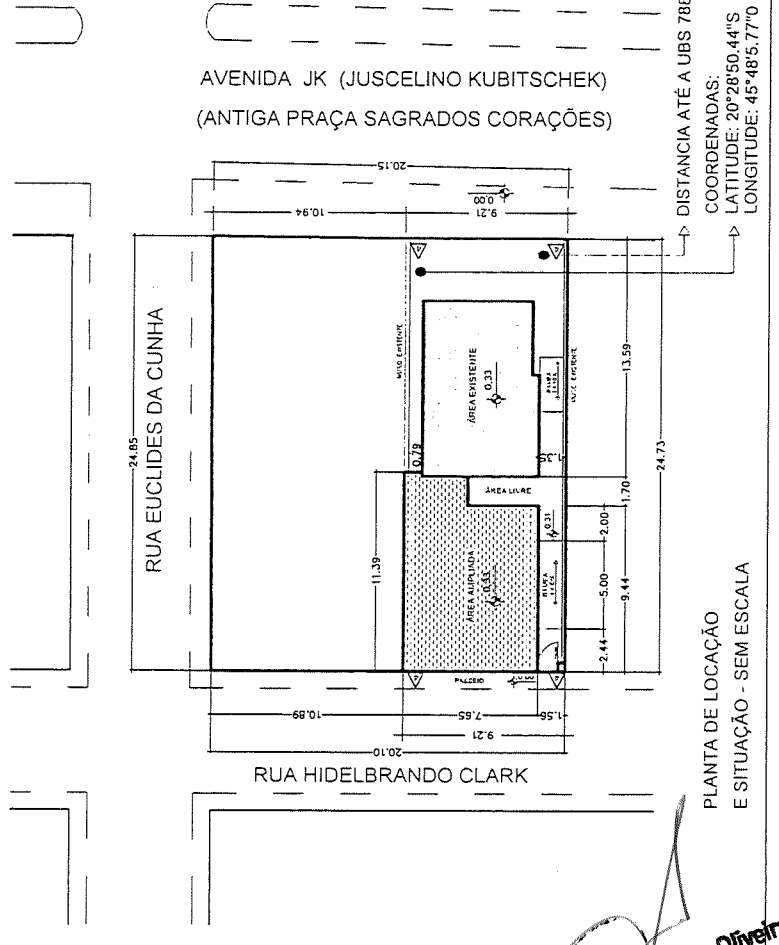 AVENIDA JK (JUSCELINO KUBITSCHEK)
(ANTIGA PRAÇA SAGRADOS CORAÇÕES)
DISTANCIA ATÉ A UBS
COORDENADAS:
LATITUDE: 20°28'50.44"S
LONGITUDE: 45°48'5.77"O
20.15
0,00
10.94
9.21
24.85
RUA EUCLIDES DA CUNHA
MURO EXISTENTE
ÁREA EXISTENTE
0,33
MURO EXISTENTE
13.59
0,79
1.35
24.73
ÁREA LIVRE
1.70
11.39
ÁREA AMPLIADA
0,33
0.31
2.00
5.00
9.44
2.44
PASSEIO
10.89
7.65
1.56
9.21
20.10
RUA HIDELBRANDO CLARK
PLANTA DE LOCAÇÃO
E SITUAÇÃO - SEM ESCALA